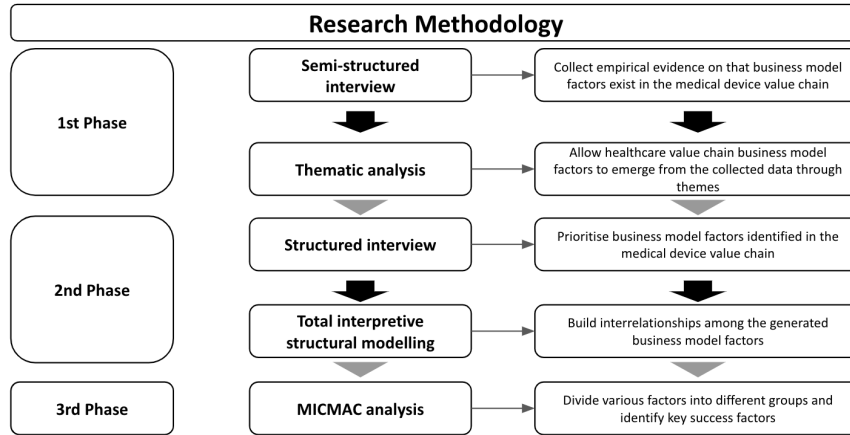 Research Methodology
1st Phase
Semi-structured
interview
Collect empirical evidence on that business model
factors exist in the medical device value chain
Thematic analysis
Allow healthcare value chain business model
factors to emerge from the collected data through
themes
2nd Phase
Structured interview
Prioritise business model factors identified in the
medical device value chain
Total interpretive
structural modelling
Build interrelationships among the generated
business model factors
3rd Phase
MICMAC analysis
Divide various factors into different groups and
identify key success factors